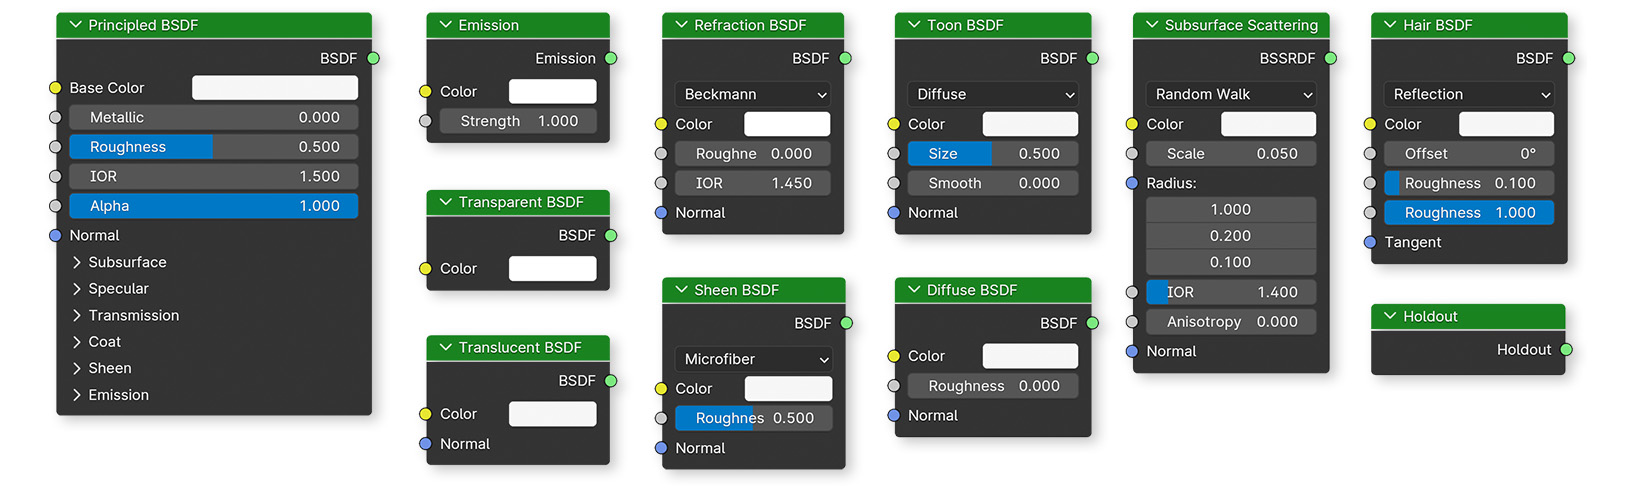 Principled BSDF
BSDF
Base Color
Metallic 0.000
Roughness 0.500
IOR 1.500
Alpha 1.000
Normal
Subsurface
Specular
Transmission
Coat
Sheen
Emission
Emission
Emission
Color
Strength 1.000
Transparent BSDF
BSDF
Color
Translucent BSDF
BSDF
Color
Normal
Refraction BSDF
BSDF
Beckmann
Color
Roughne 0.000
IOR 1.450
Normal
Sheen BSDF
BSDF
Microfiber
Color
Roughnes 0.500
Normal
Toon BSDF
BSDF
Diffuse
Color
Size 0.500
Smooth 0.000
Normal
Diffuse BSDF
BSDF
Color
Roughness 0.000
Normal
Subsurface Scattering
BSSRDF
Random Walk
Color
Scale 0.050
Radius:
1.000
0.200
0.100
IOR 1.400
Anisotropy 0.000
Normal
Hair BSDF
BSDF
Reflection
Color
Offset 0°
Roughness 0.100
Roughness 1.000
Tangent
Holdout
Holdout